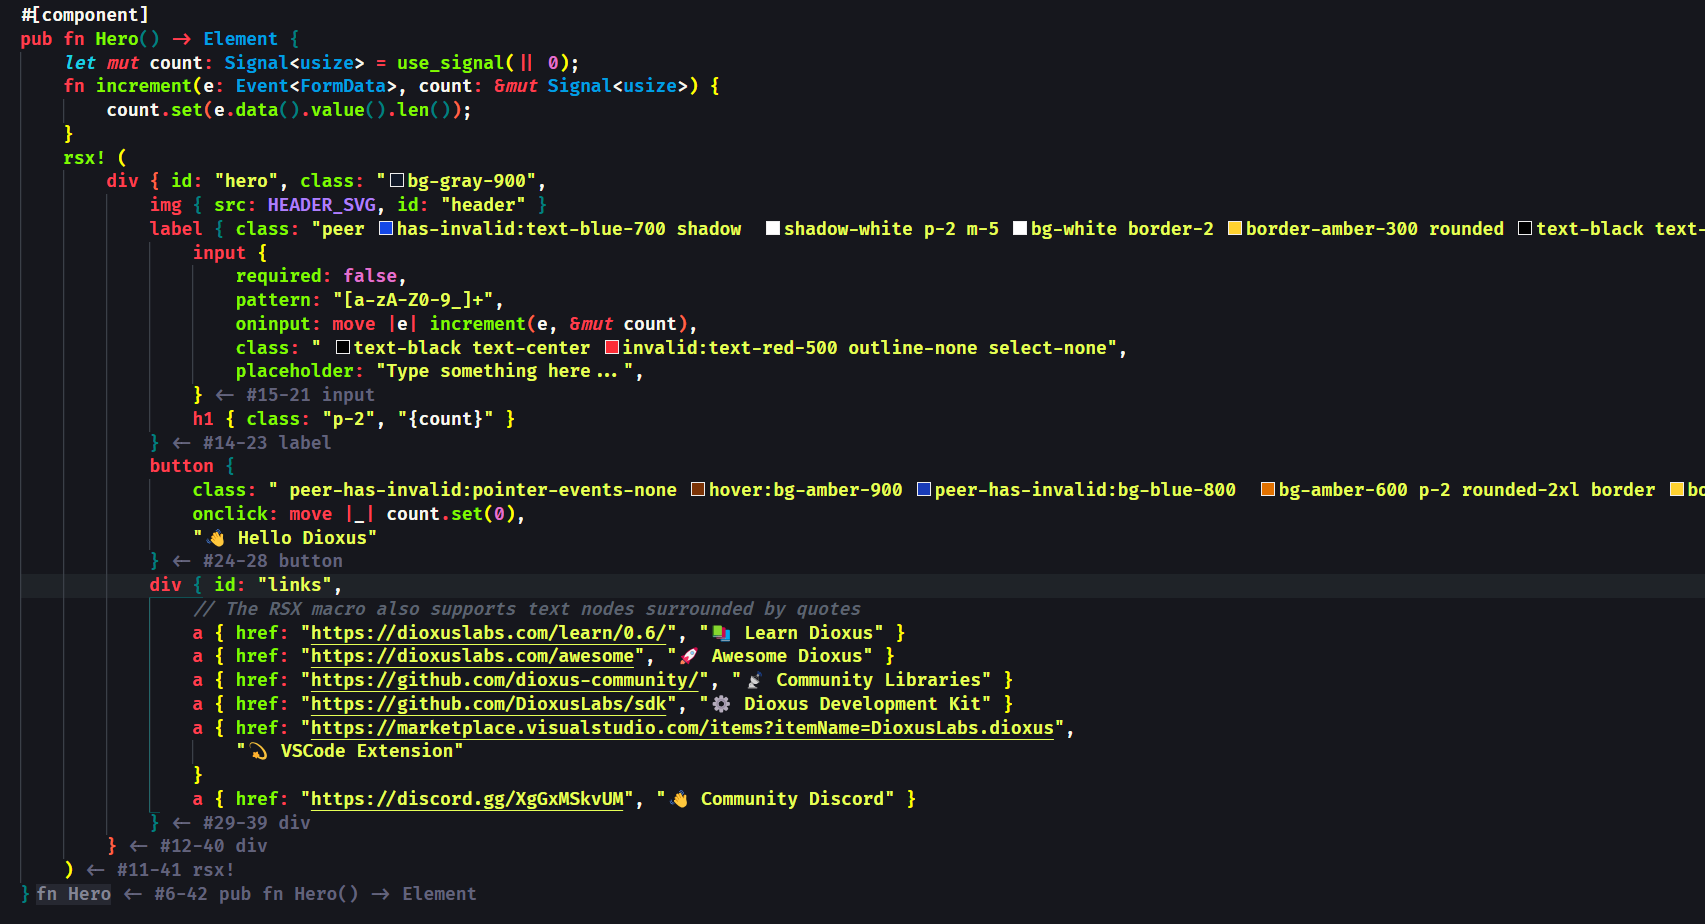 #[component]
pub fn Hero() -> Element {
    let mut count: Signal<usize> = use_signal(|| 0);
    fn increment(e: Event<FormData>, count: &mut Signal<usize>) {
        count.set(e.data().value().len());
    }
    rsx! (
        div { id: "hero", class: "bg-gray-900",
            img { src: HEADER_SVG, id: "header" }
            label { class: "peer has-invalid:text-blue-700 shadow  shadow-white p-2 m-5 bg-white border-2 border-amber-300 rounded text-black text-
                input {
                    required: false,
                    pattern: "[a-zA-Z0-9_]+",
                    oninput: move |e| increment(e, &mut count),
                    class: " text-black text-center invalid:text-red-500 outline-none select-none",
                    placeholder: "Type something here...",
                } <- #15-21 input
                h1 { class: "p-2", "{count}" }
            } <- #14-23 label
            button {
                class: " peer-has-invalid:pointer-events-none hover:bg-amber-900 peer-has-invalid:bg-blue-800  bg-amber-600 p-2 rounded-2xl border bo
                onclick: move |_| count.set(0),
                "👋 Hello Dioxus"
            } <- #24-28 button
            div { id: "links",
                // The RSX macro also supports text nodes surrounded by quotes
                a { href: "https://dioxuslabs.com/learn/0.6/", "📚 Learn Dioxus" }
                a { href: "https://dioxuslabs.com/awesome", "🚀 Awesome Dioxus" }
                a { href: "https://github.com/dioxus-community/", "📡 Community Libraries" }
                a { href: "https://github.com/DioxusLabs/sdk", "⚙️ Dioxus Development Kit" }
                a { href: "https://marketplace.visualstudio.com/items?itemName=DioxusLabs.dioxus",
                    "💫 VSCode Extension"
                }
                a { href: "https://discord.gg/XgGxMSkvUM", "👋 Community Discord" }
            } <- #29-39 div
        } <- #12-40 div
    ) <- #11-41 rsx!
} fn Hero <- #6-42 pub fn Hero() -> Element